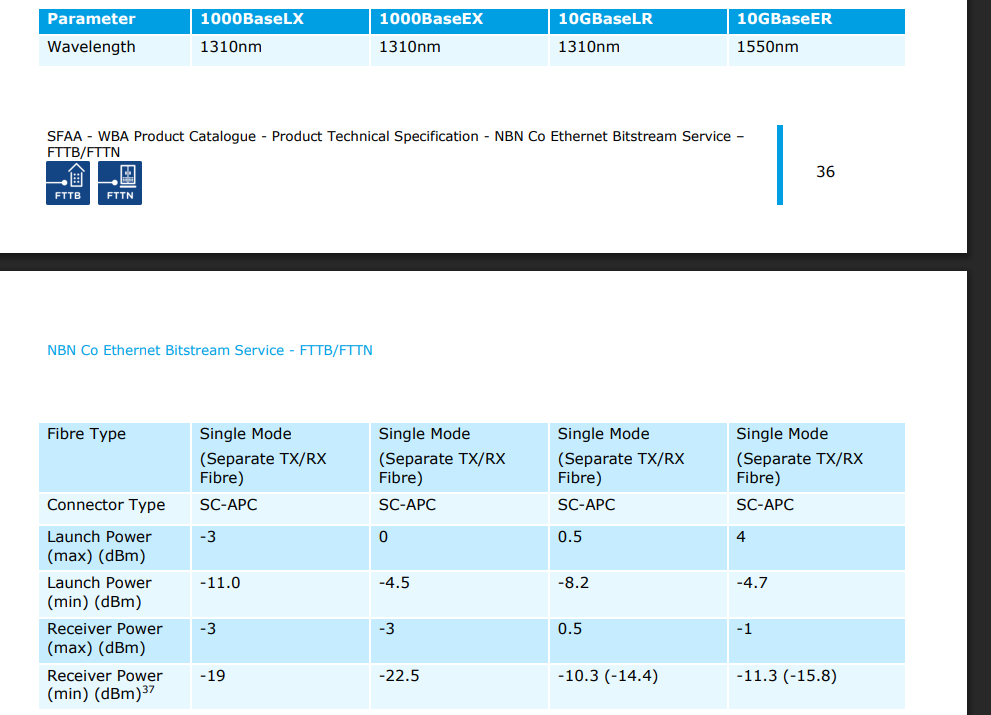 Parameter 1000BaseLX 1000BaseEX 10GBaseLR 10GBaseER
Wavelength 1310nm 1310nm 1310nm 1550nm
SFAA - WBA Product Catalogue - Product Technical Specification - NBN Co Ethernet Bitstream Service –
FTTB/FTTN
36
FTTB FTTN
NBN Co Ethernet Bitstream Service - FTTB/FTTN
Fibre Type Single Mode Single Mode Single Mode Single Mode
(Separate TX/RX (Separate TX/RX (Separate TX/RX (Separate TX/RX
Fibre) Fibre) Fibre) Fibre)
Connector Type SC-APC SC-APC SC-APC SC-APC
Launch Power -3 0 0.5 4
(max) (dBm)
Launch Power -11.0 -4.5 -8.2 -4.7
(min) (dBm)
Receiver Power -3 -3 0.5 -1
(max) (dBm)
Receiver Power -19 -22.5 -10.3 (-14.4) -11.3 (-15.8)
(min) (dBm)37